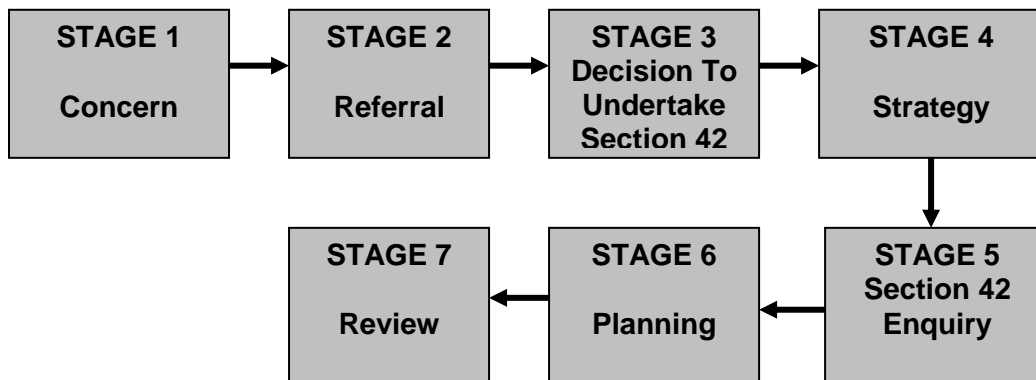 STAGE 1
Concern
STAGE 2
Referral
STAGE 3
Decision To
Undertake
Section 42
STAGE 4
Strategy
STAGE 5
Section 42
Enquiry
STAGE 6
Planning
STAGE 7
Review